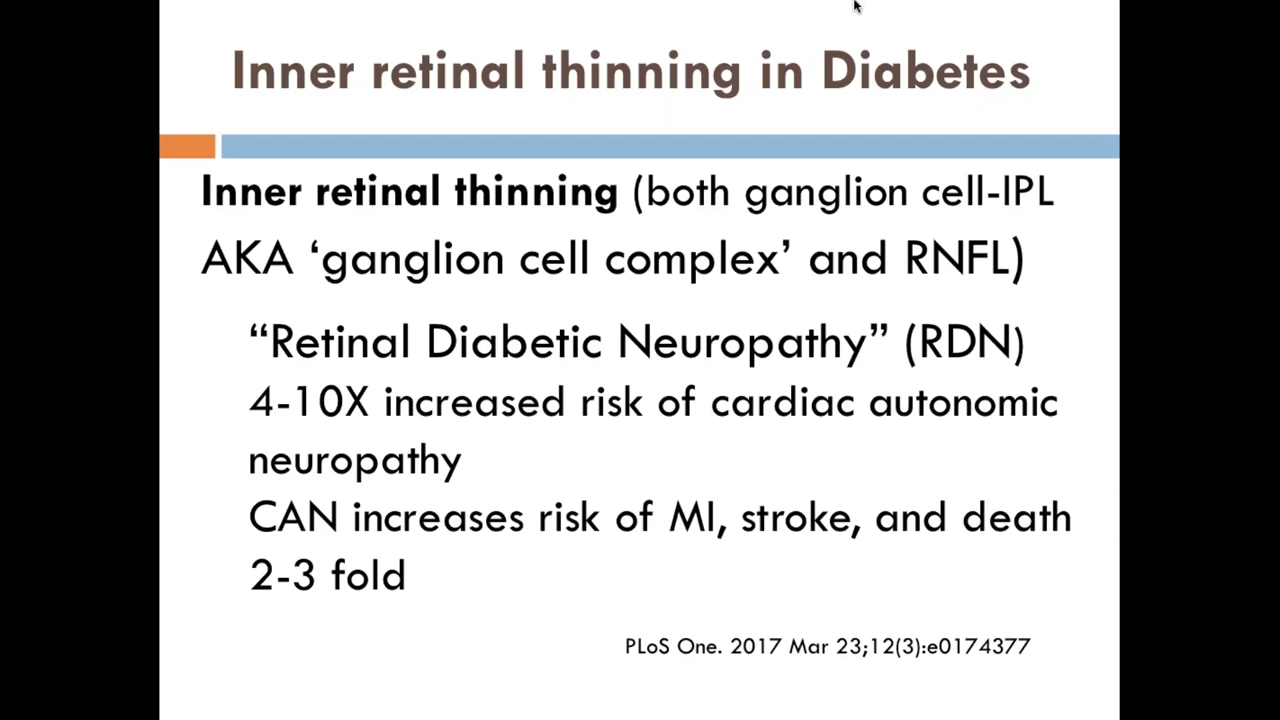 Inner retinal thinning in Diabetes
Inner retinal thinning (both ganglion cell-IPL
AKA ‘ganglion cell complex’ and RNFL)
“Retinal Diabetic Neuropathy” (RDN)
4-10X increased risk of cardiac autonomic
neuropathy
CAN increases risk of MI, stroke, and death
2-3 fold
PLoS One. 2017 Mar 23;12(3):e0174377